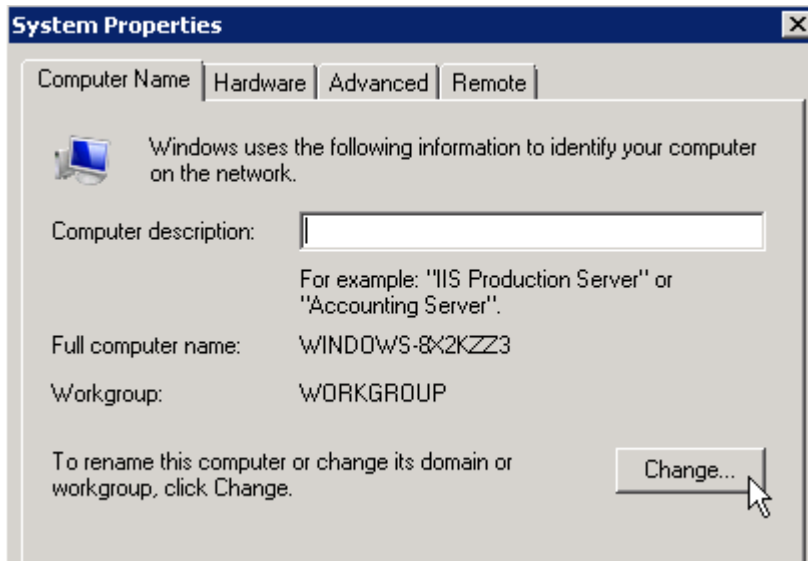 System Properties
Computer Name
Hardware
Advanced
Remote
Windows uses the following information to identify your computer
on the network.
Computer description:
For example: "IIS Production Server" or
"Accounting Server".
Full computer name: WINDOWS-8X2KZZ3
Workgroup: WORKGROUP
To rename this computer or change its domain or
workgroup, click Change.
Change...